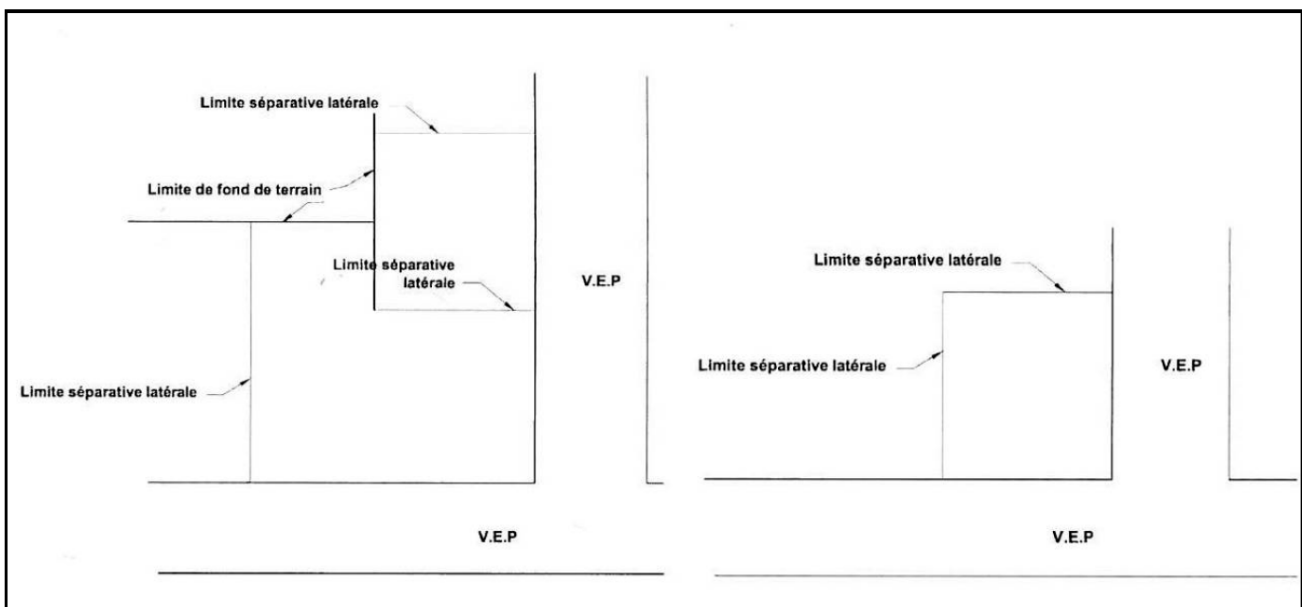 Limite séparative latérale
Limite de fond de terrain
Limite séparative
latérale
V.E.P
Limite séparative latérale
V.E.P
Limite séparative latérale
Limite séparative latérale
V.E.P
V.E.P